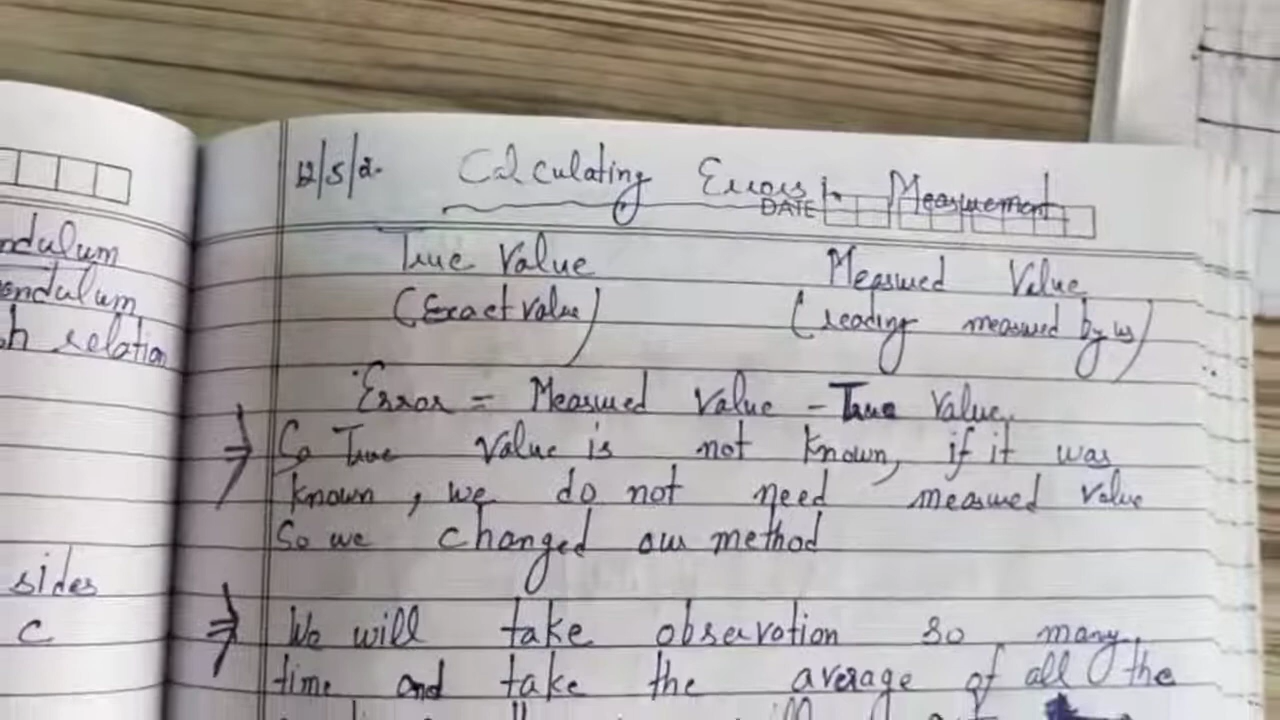 ndulum
endulum
h relation
sides
c
12/5/2
Calculating Errors Measurement
DATE
True Value Measured Value
(Exact value) (reading measured by us)
Error = Measured Value - True Value
⇒ So True Value is not known, if it was
known, we do not need measured value
So we changed our method
⇒ We will take observation so many
time and take the average of all the